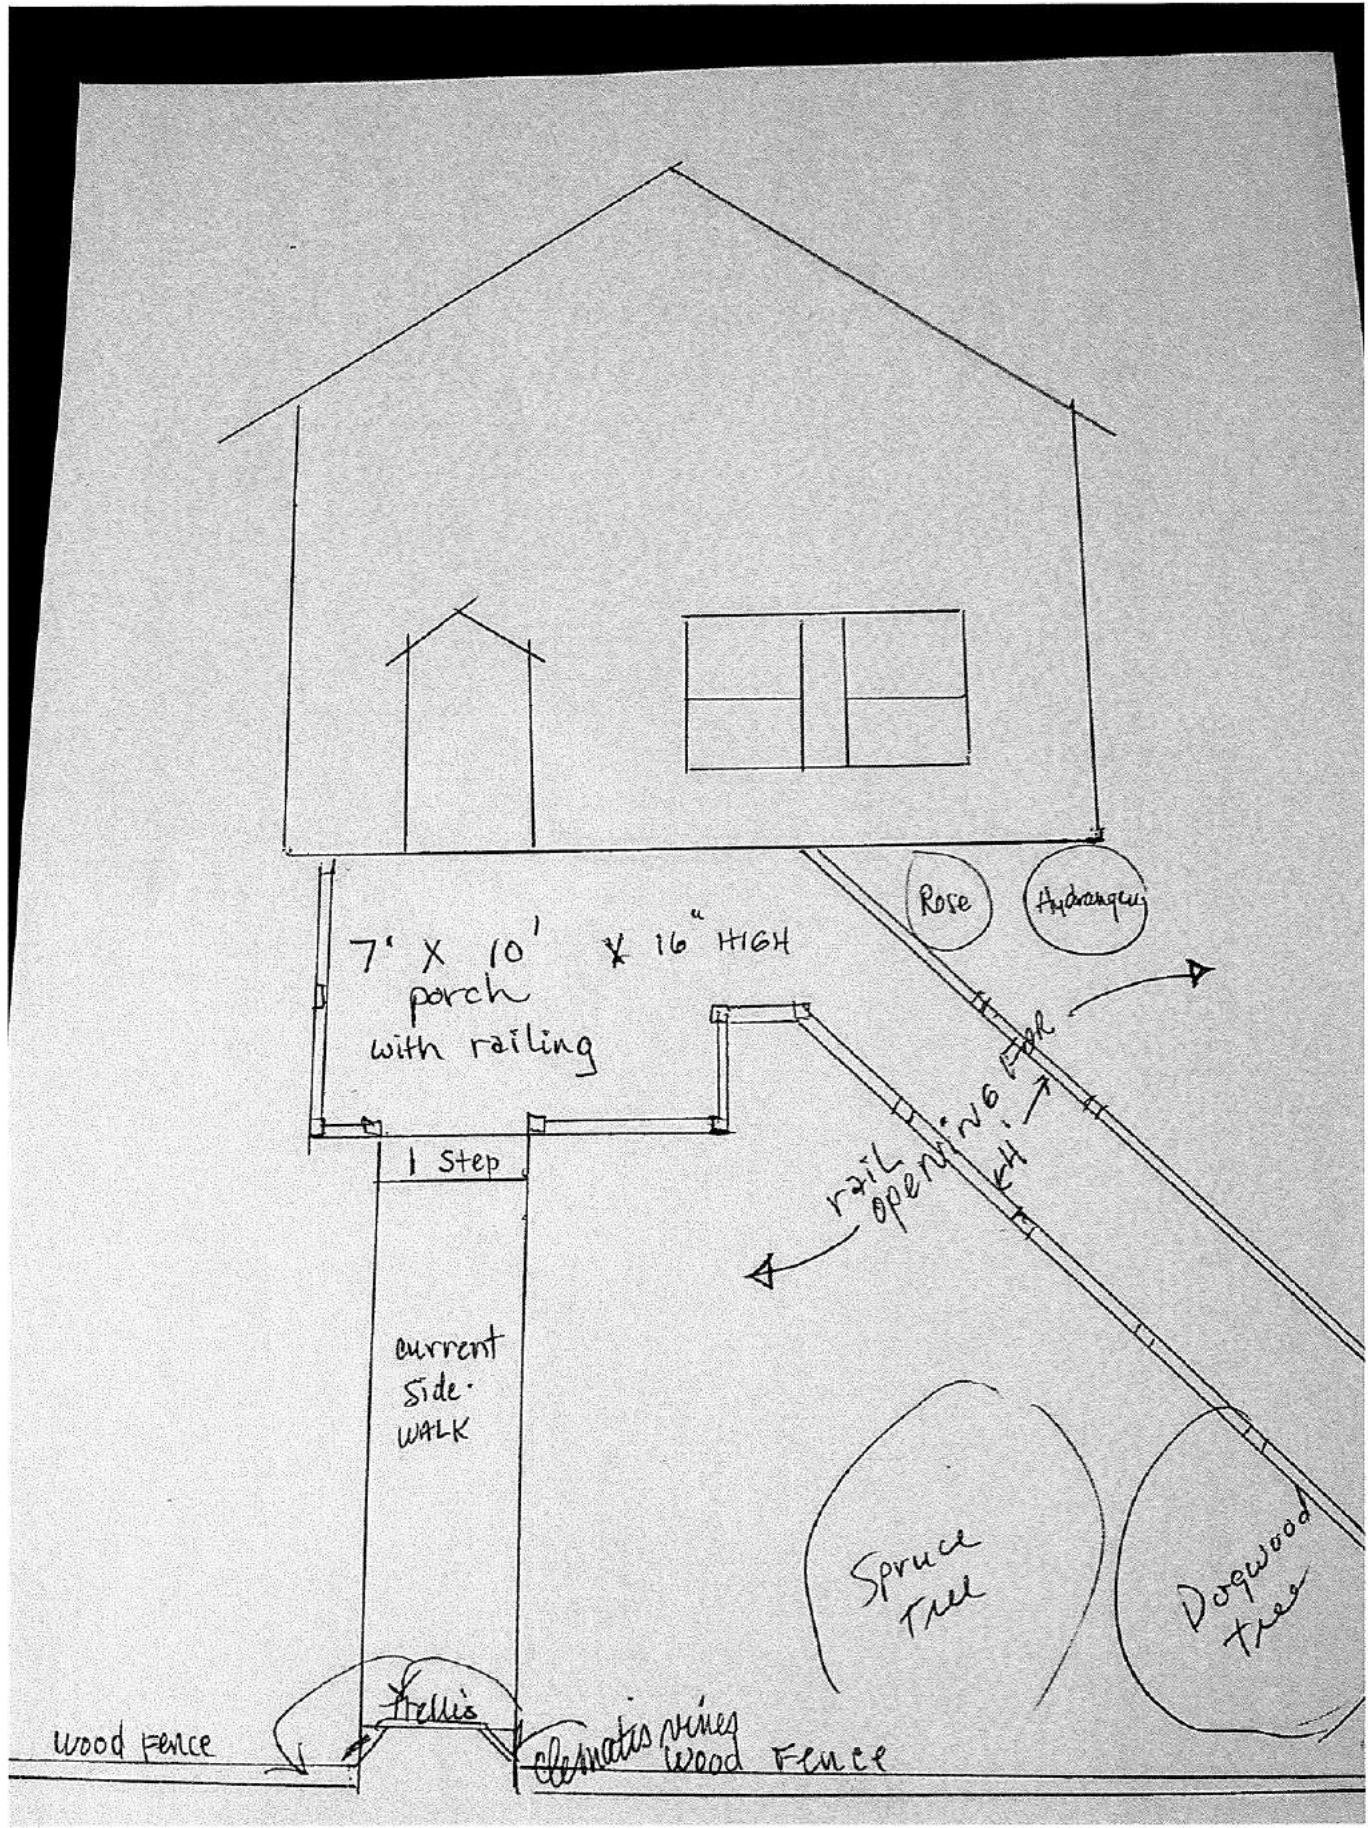 Rose
Hydrangea
7' X 10' X 16" HIGH
porch
with railing
rail
opening FOR
1 Step
current
side-
WALK
Spruce
Tree
Dogwood
tree
trellis
wood Fence
clematis vines
wood Fence